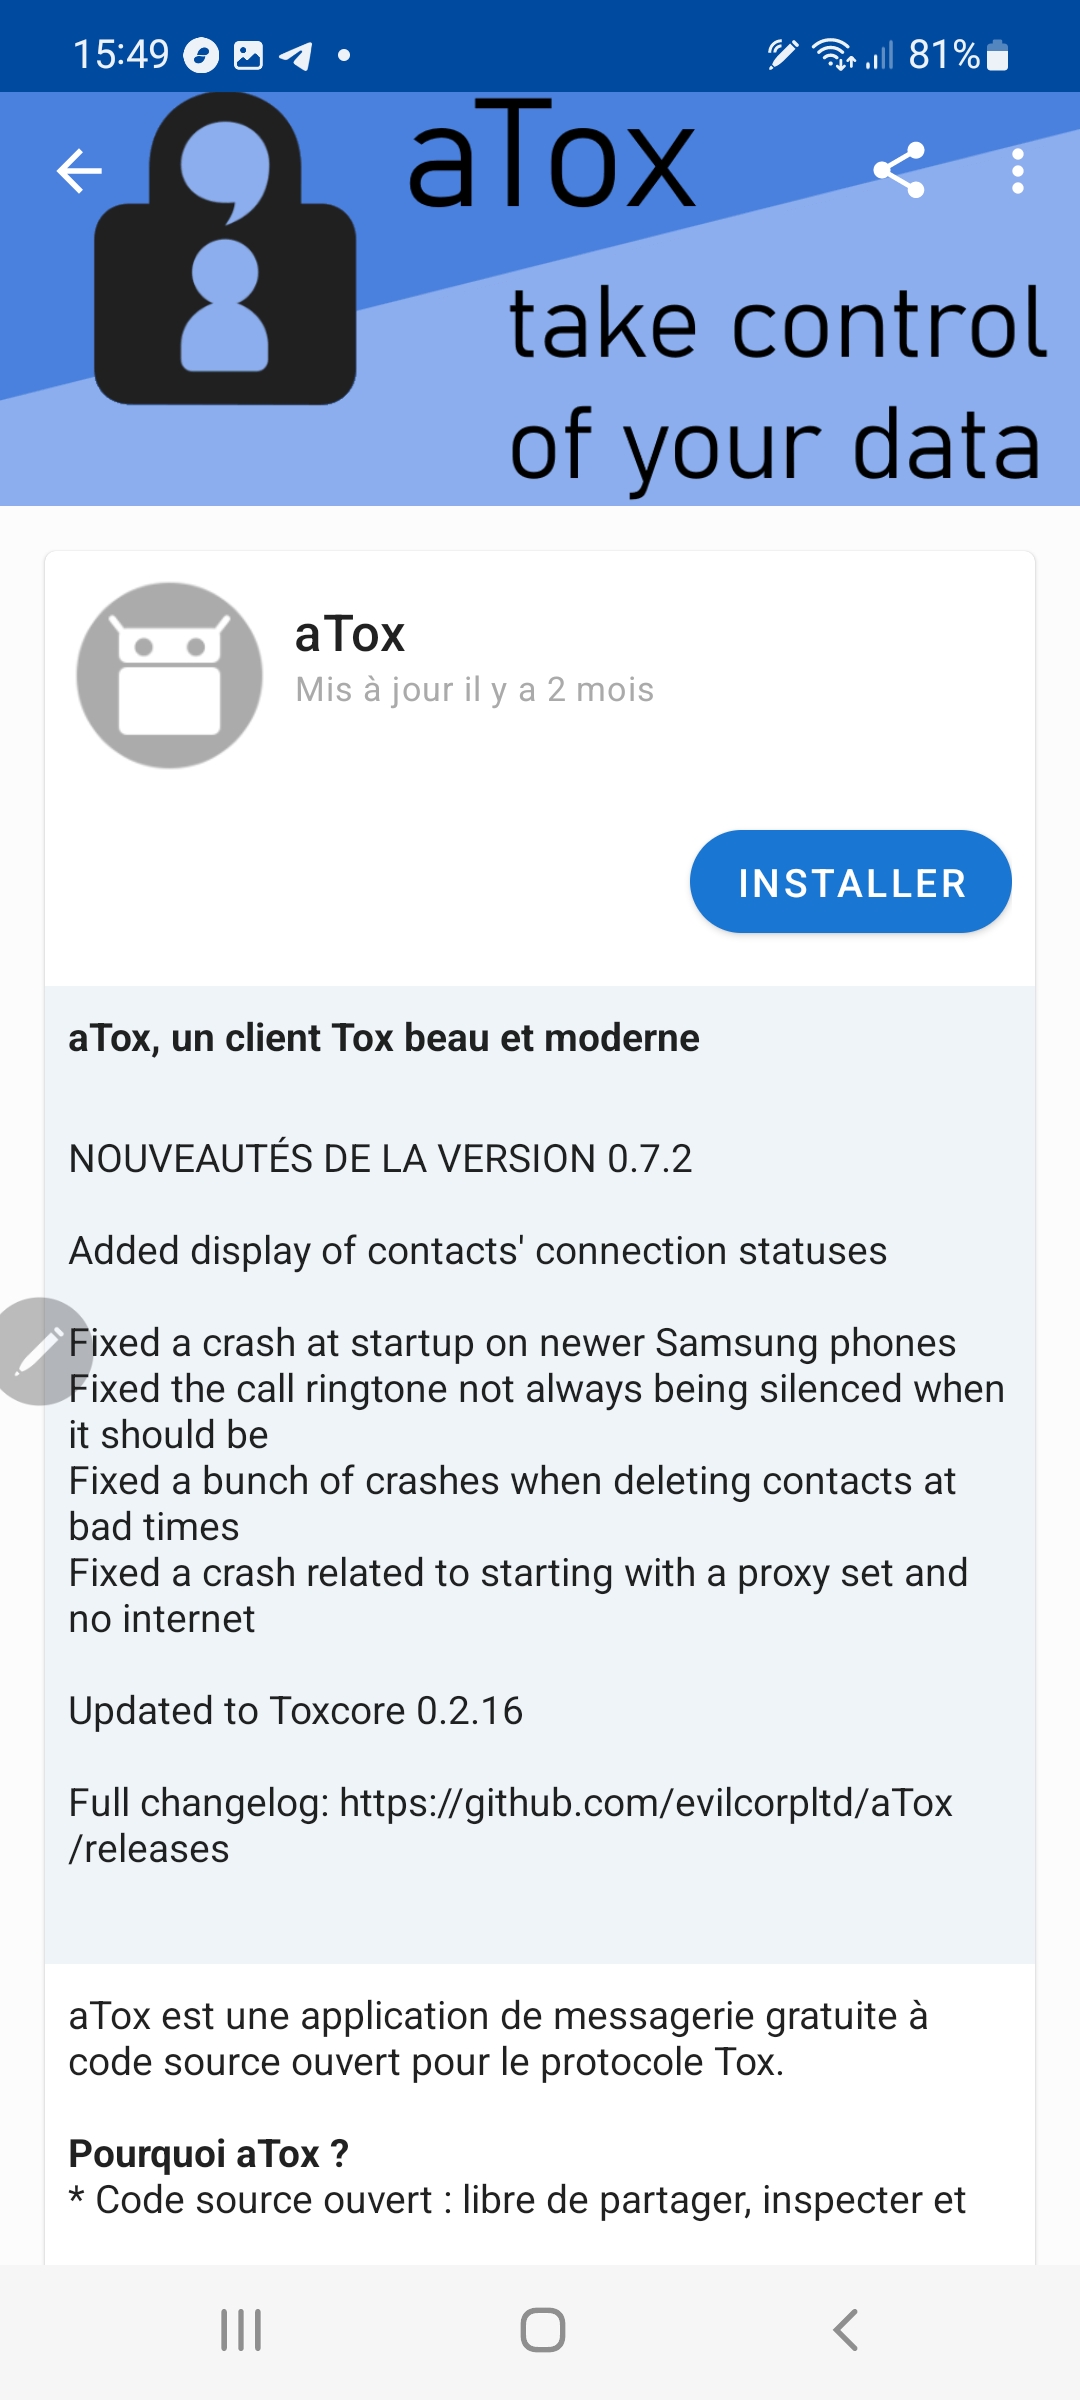 15:49
81%
aTox
take control
of your data
aTox
Mis à jour il y a 2 mois
INSTALLER
aTox, un client Tox beau et moderne
NOUVEAUTÉS DE LA VERSION 0.7.2
Added display of contacts' connection statuses
Fixed a crash at startup on newer Samsung phones
Fixed the call ringtone not always being silenced when
it should be
Fixed a bunch of crashes when deleting contacts at
bad times
Fixed a crash related to starting with a proxy set and
no internet
Updated to Toxcore 0.2.16
Full changelog: https://github.com/evilcorpltd/aTox
/releases
aTox est une application de messagerie gratuite à
code source ouvert pour le protocole Tox.
Pourquoi aTox ?
* Code source ouvert : libre de partager, inspecter et